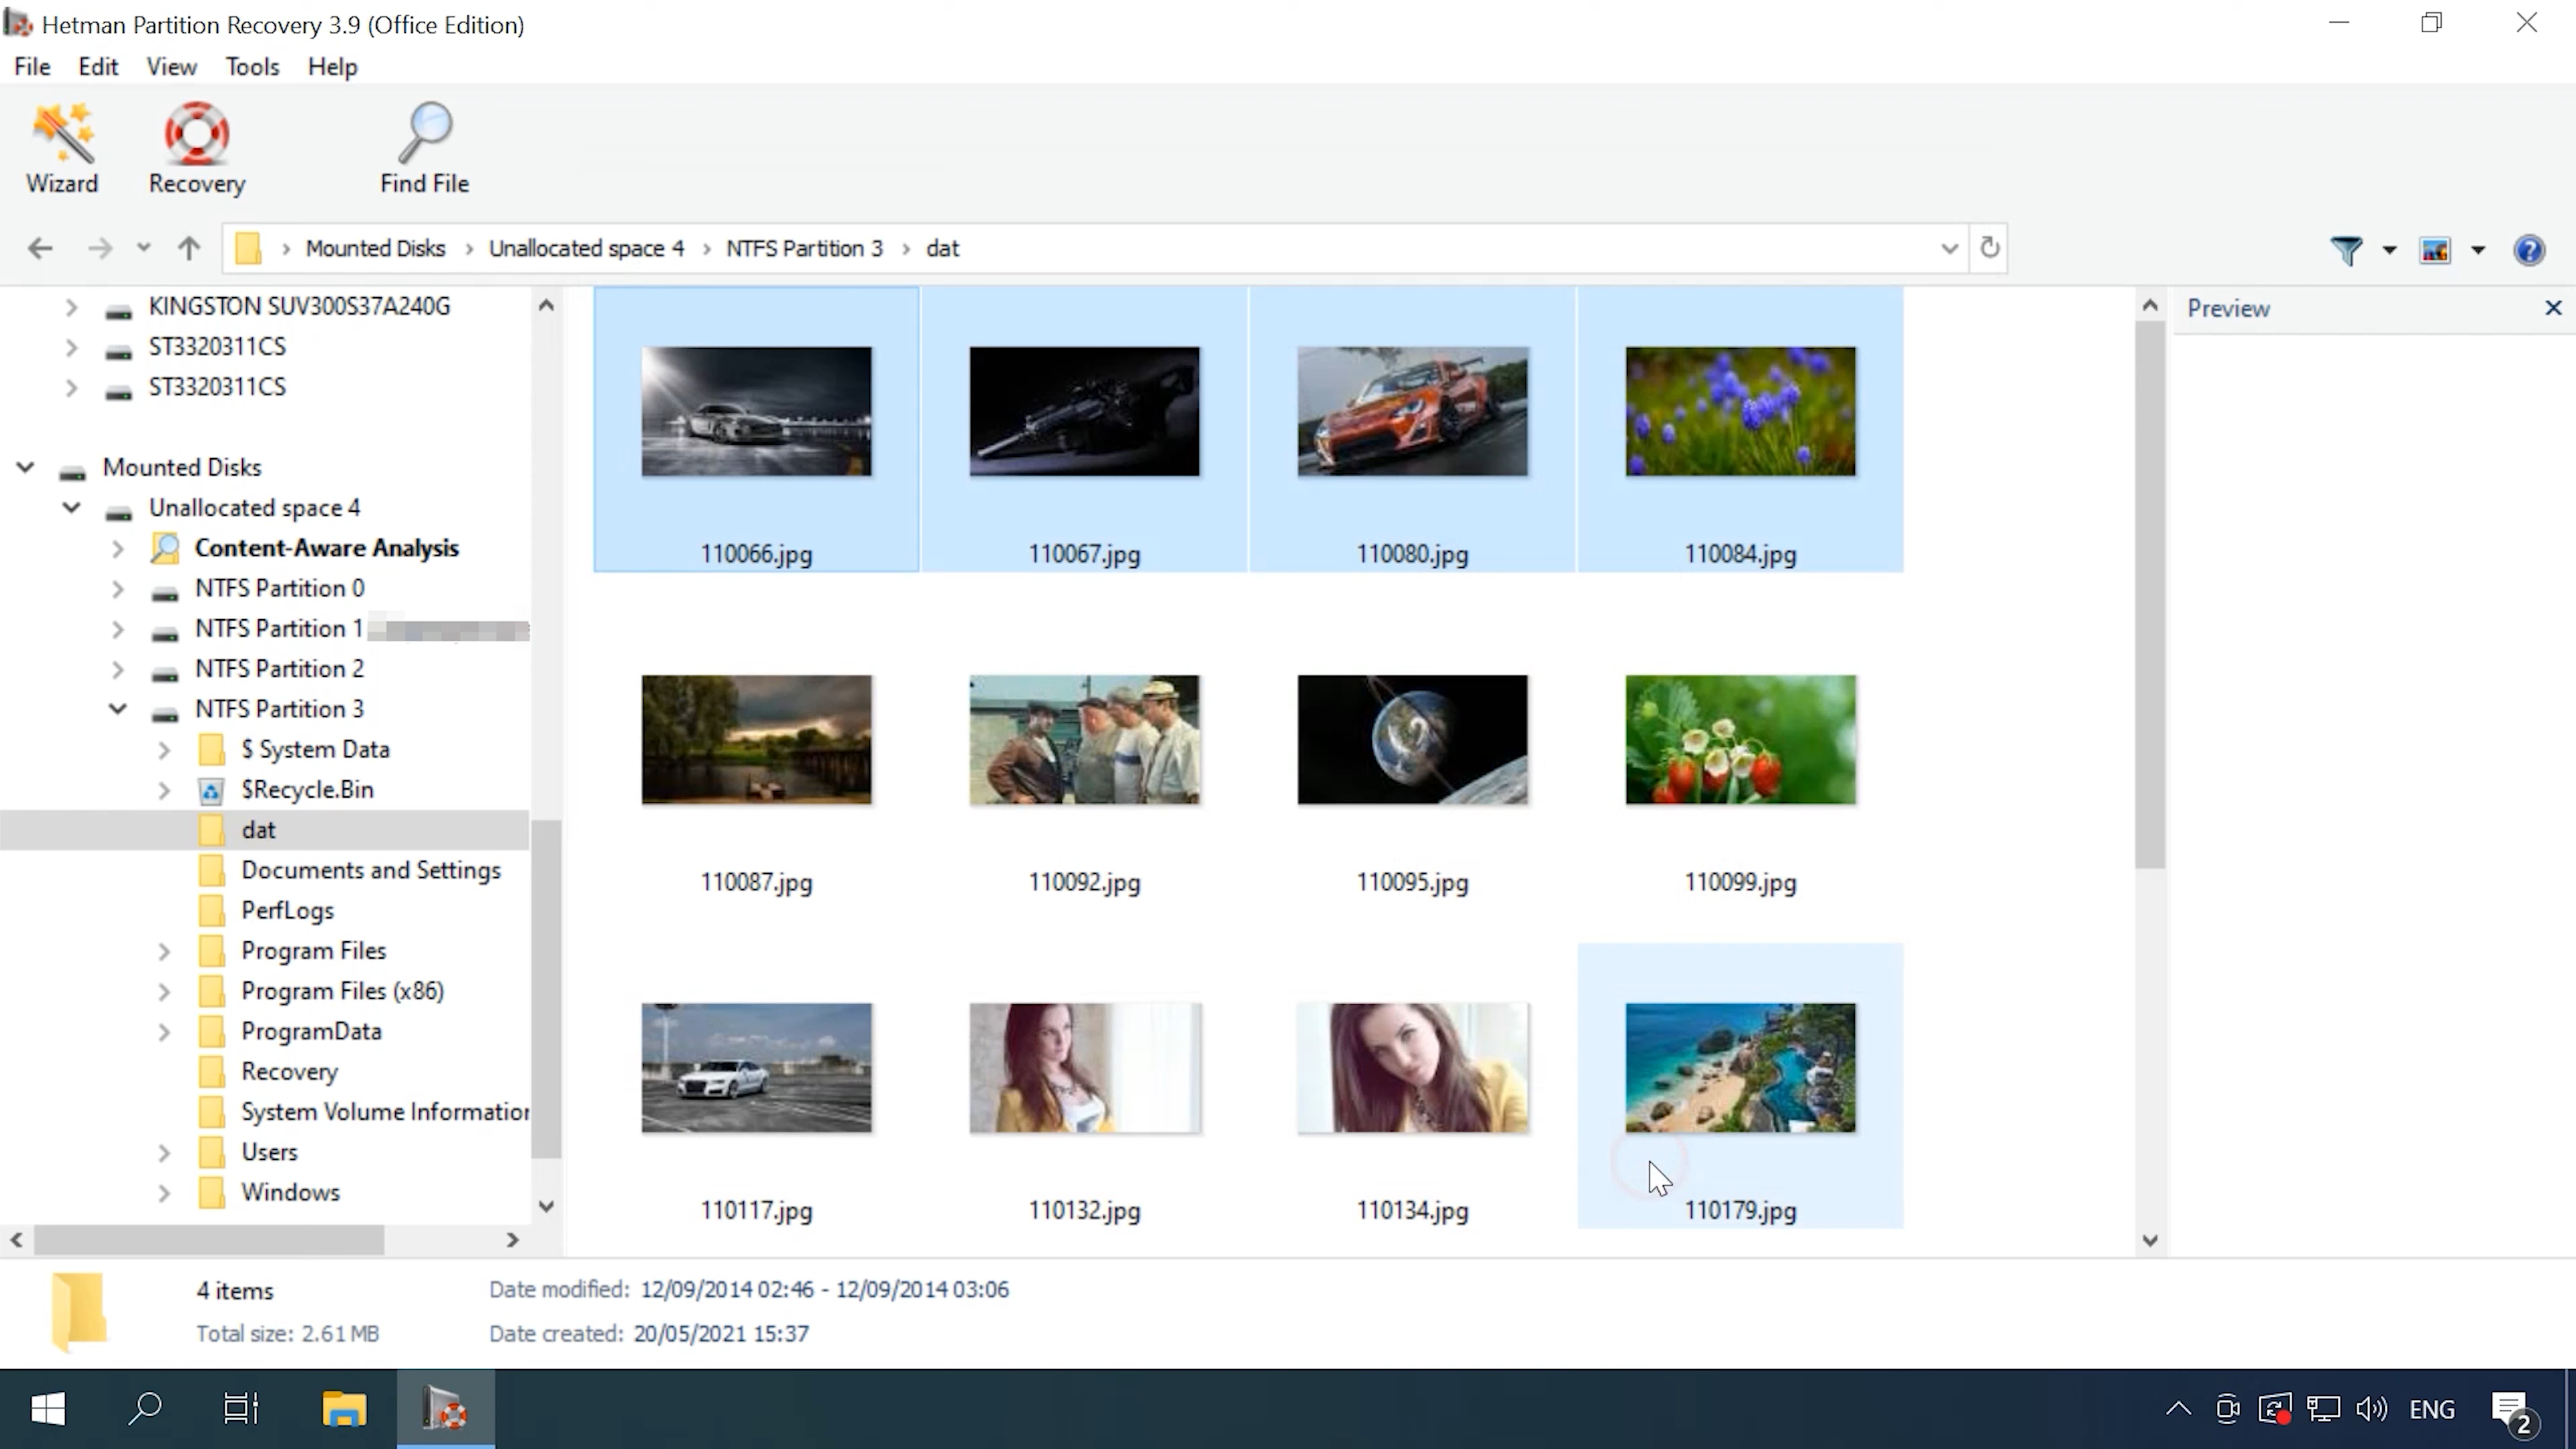 Hetman Partition Recovery 3.9 (Office Edition)
File Edit View Tools Help
Wizard Recovery Find File
Mounted Disks Unallocated space 4 NTFS Partition 3 dat
KINGSTON SUV300S37A240G
ST3320311CS
ST3320311CS
Mounted Disks
Unallocated space 4
Content-Aware Analysis
NTFS Partition 0
NTFS Partition 1
NTFS Partition 2
NTFS Partition 3
$ System Data
$Recycle.Bin
dat
Documents and Settings
PerfLogs
Program Files
Program Files (x86)
ProgramData
Recovery
System Volume Information
Users
Windows
110066.jpg 110067.jpg 110080.jpg 110084.jpg
110087.jpg 110092.jpg 110095.jpg 110099.jpg
110117.jpg 110132.jpg 110134.jpg 110179.jpg
Preview
4 items Date modified: 12/09/2014 02:46 - 12/09/2014 03:06
Total size: 2.61 MB Date created: 20/05/2021 15:37
ENG 2